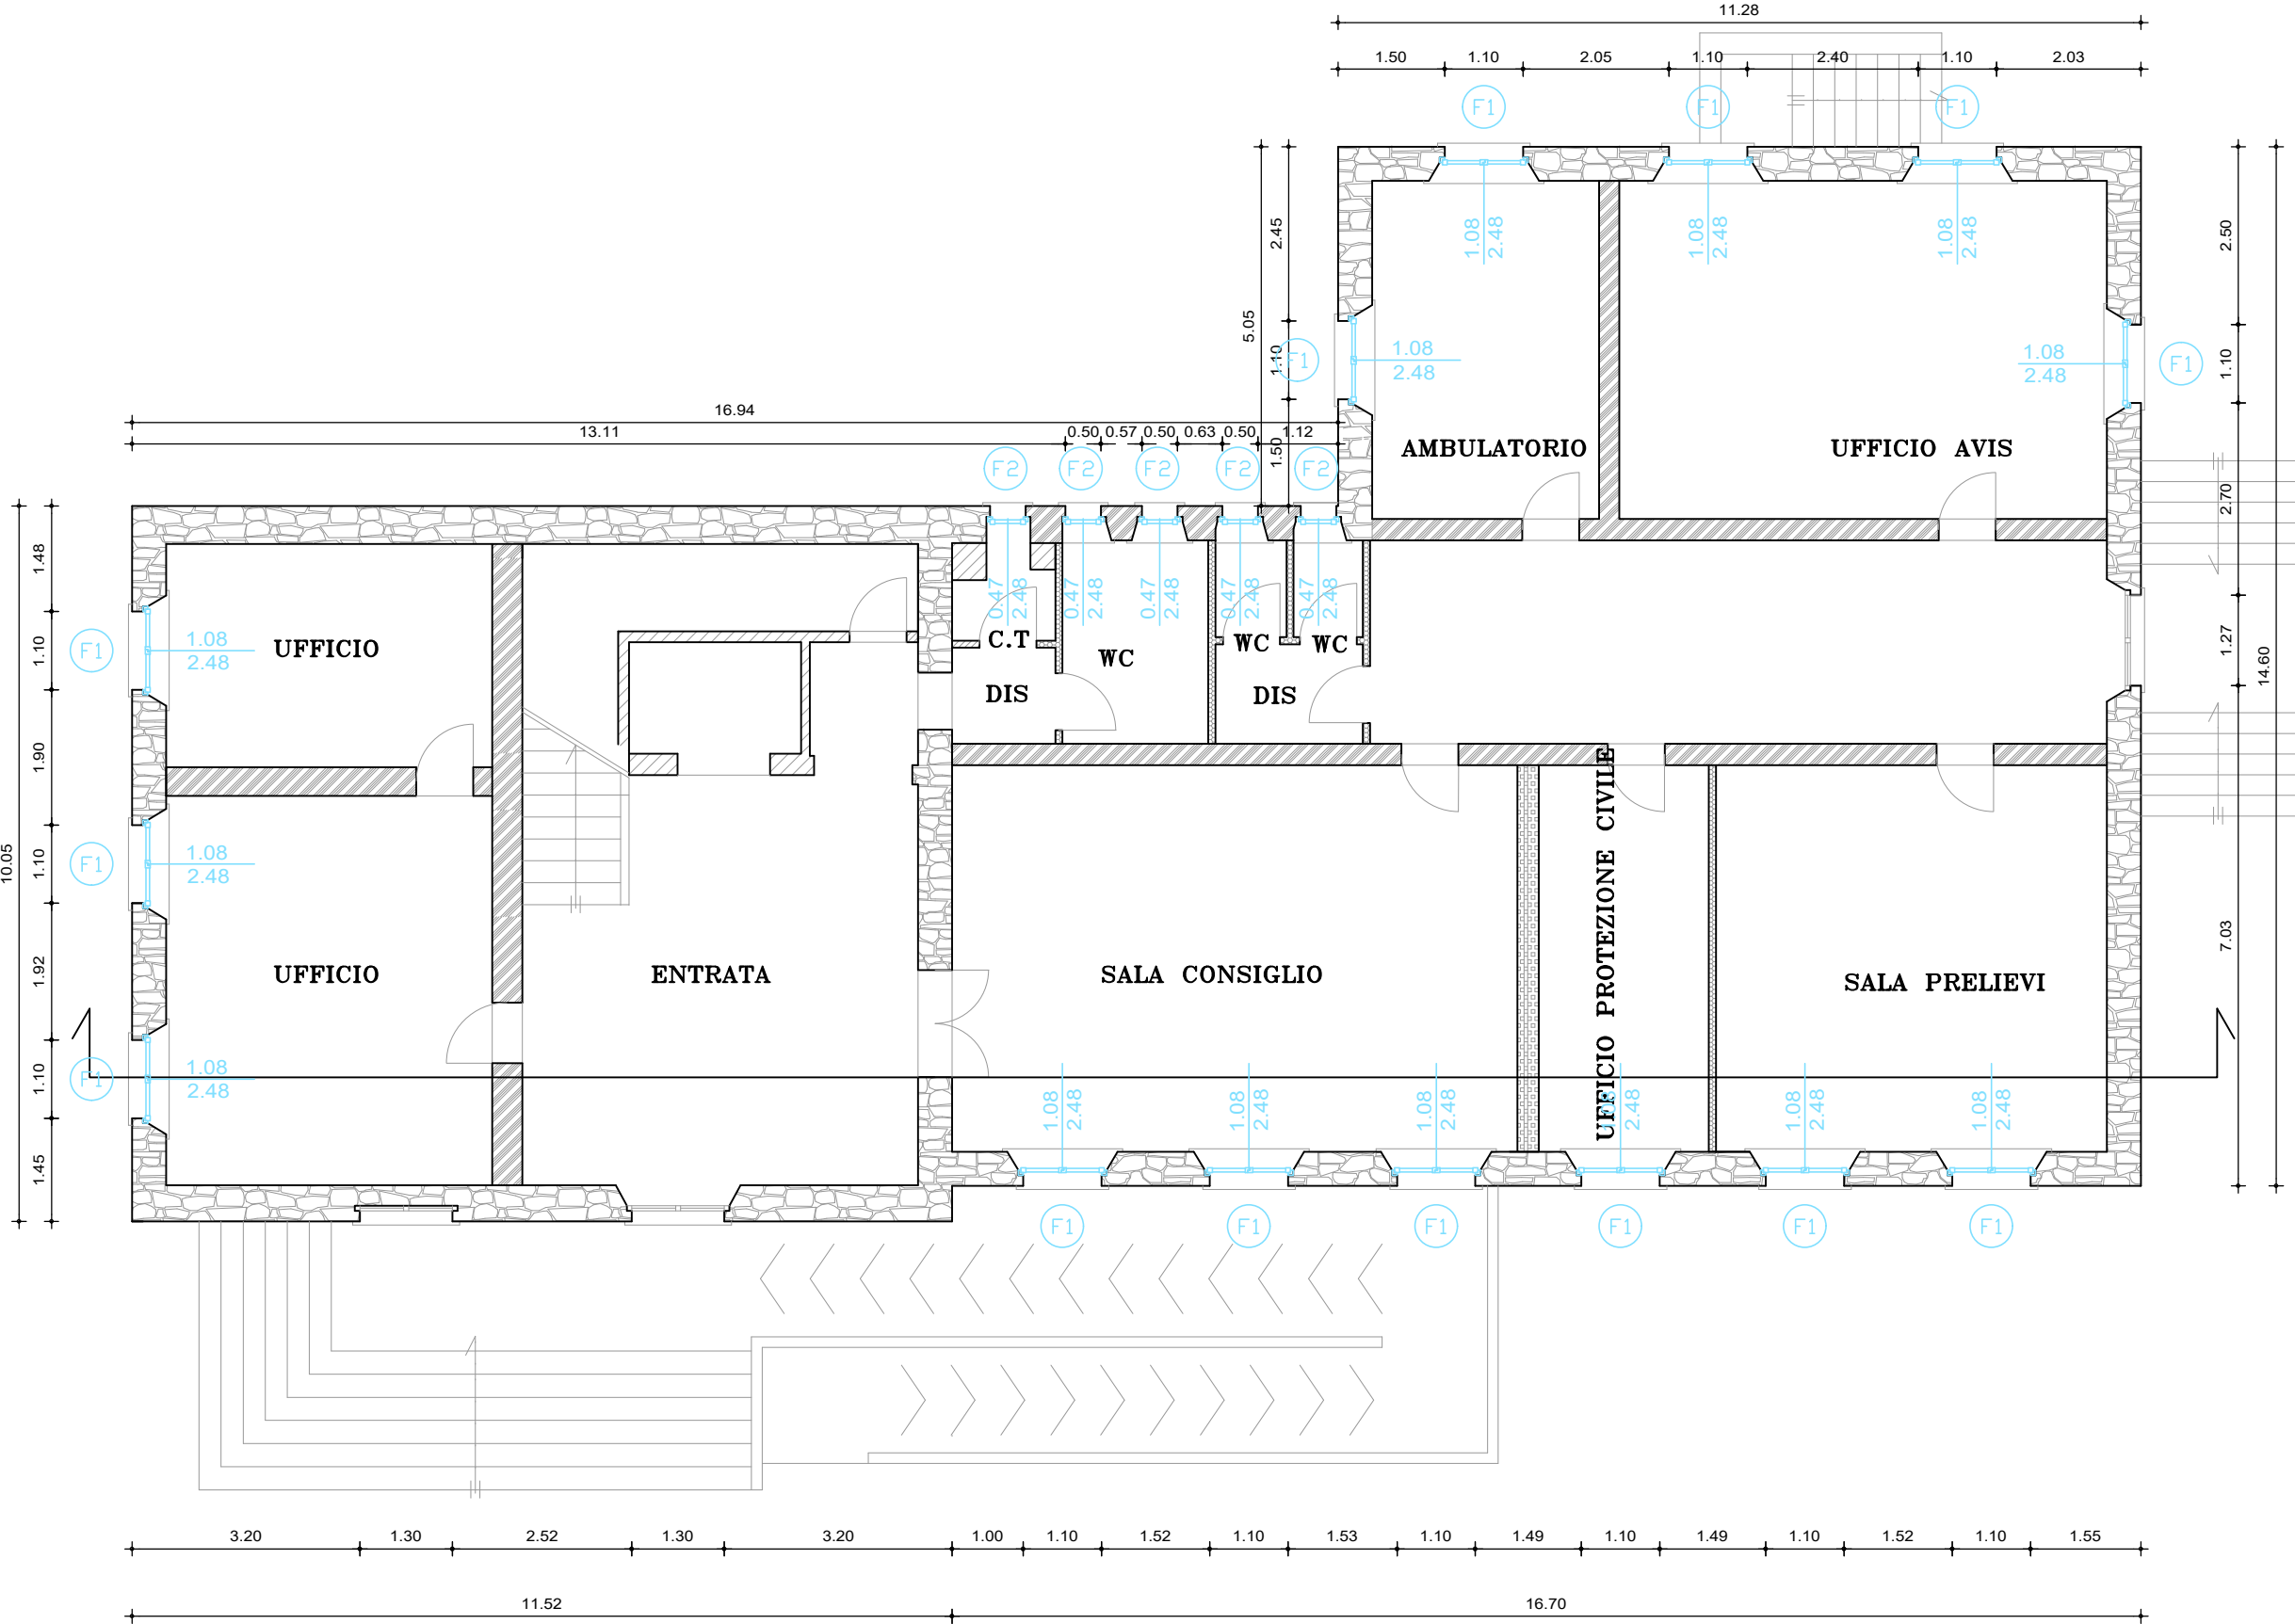 11.28
1.50 1.10 2.05 1.10 2.40 1.10 2.03
F1 F1 F1
1.08 2.48 1.08 2.48 1.08 2.48
2.45
5.05
1.10
1.50
F1 1.08 2.48
1.08 2.48 F1
2.50
1.10
2.70
1.27
14.60
7.03
16.94
13.11 0.50 0.57 0.50 0.63 0.50 1.12
F2 F2 F2 F2 F2
AMBULATORIO UFFICIO AVIS
0.47 2.48 0.47 2.48 0.47 2.48 0.47 2.48 0.47 2.48
1.48
1.10
1.90
1.10
1.92
1.10
1.45
10.05
F1 1.08 2.48
UFFICIO
C.T WC WC WC
DIS DIS
F1 1.08 2.48
UFFICIO ENTRATA SALA CONSIGLIO UFFICIO PROTEZIONE CIVILE SALA PRELIEVI
F1 1.08 2.48
1.08 2.48 1.08 2.48 1.08 2.48 1.08 2.48 1.08 2.48 1.08 2.48
F1 F1 F1 F1 F1 F1
3.20 1.30 2.52 1.30 3.20 1.00 1.10 1.52 1.10 1.53 1.10 1.49 1.10 1.49 1.10 1.52 1.10 1.55
11.52 16.70